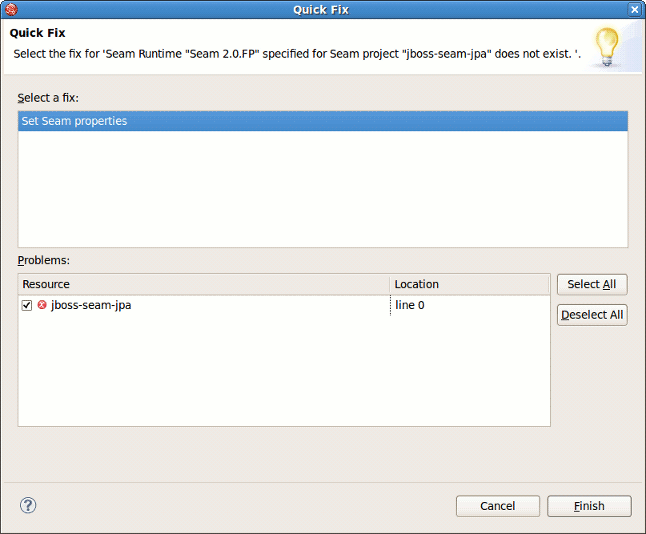 Quick Fix
Quick Fix
Select the fix for 'Seam Runtime "Seam 2.0.FP" specified for Seam project "jboss-seam-jpa" does not exist. '.
Select a fix:
Set Seam properties
Problems:
Resource Location
Select All
jboss-seam-jpa line 0
Deselect All
Cancel Finish